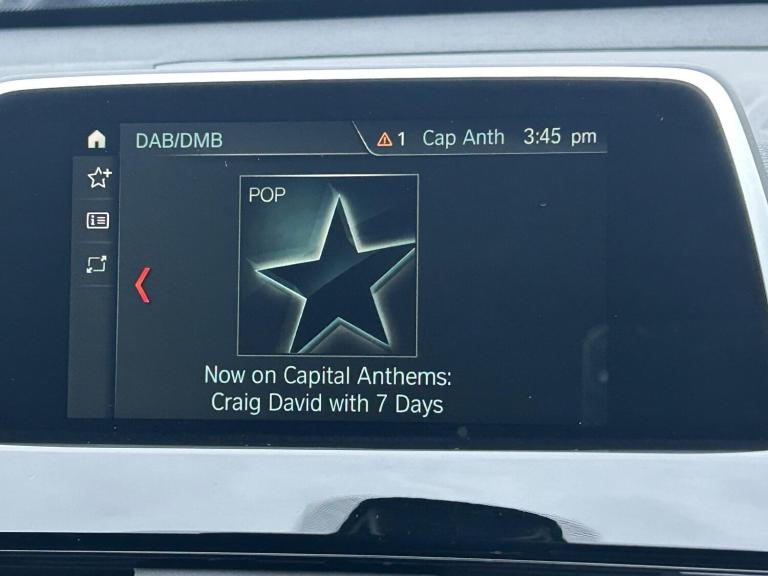 DAB/DMB
1 Cap Anth 3:45 pm
POP
Now on Capital Anthems:
Craig David with 7 Days